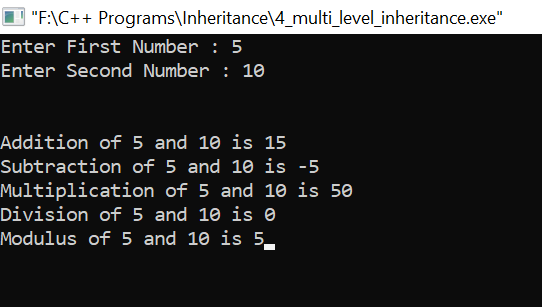 "F:\C++ Programs\Inheritance\4_multi_level_inheritance.exe"
Enter First Number : 5
Enter Second Number : 10
Addition of 5 and 10 is 15
Subtraction of 5 and 10 is -5
Multiplication of 5 and 10 is 50
Division of 5 and 10 is 0
Modulus of 5 and 10 is 5